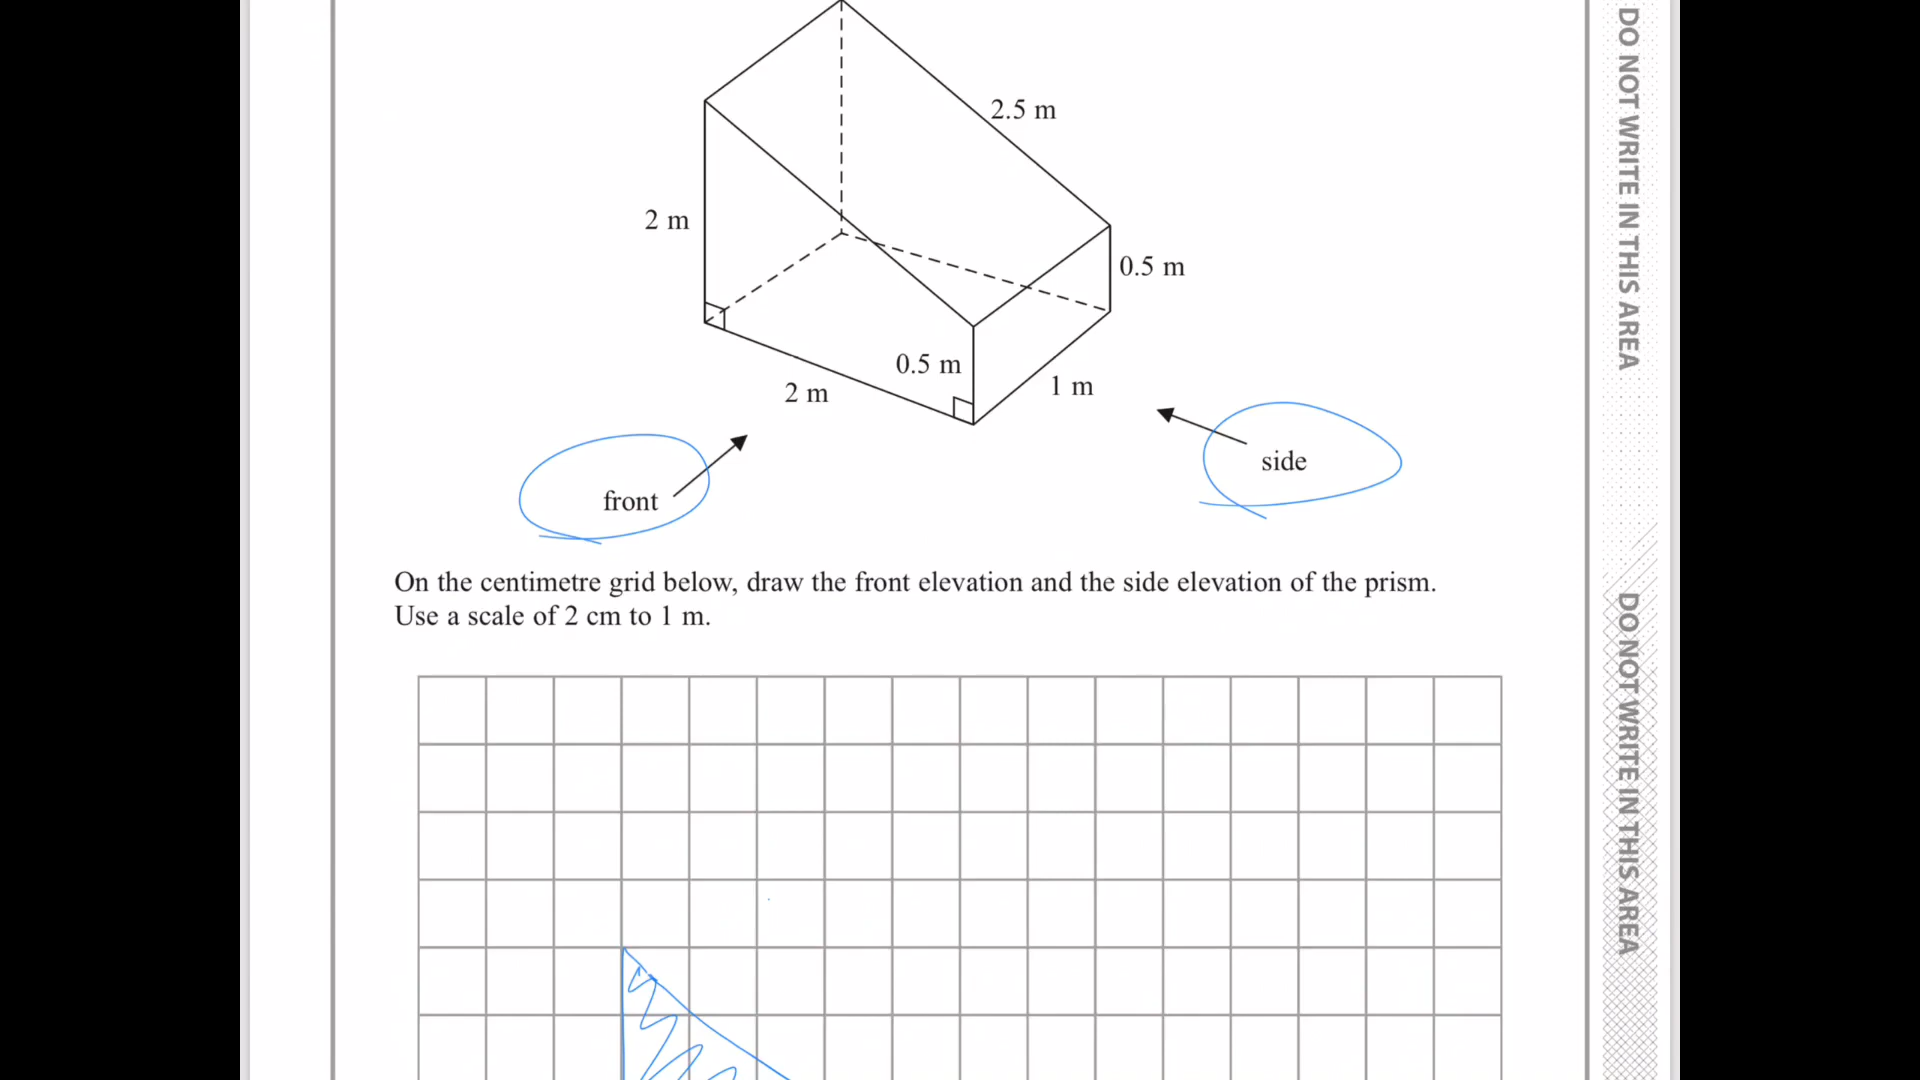 2.5 m
2 m
0.5 m
0.5 m
2 m
1 m
front
side
On the centimetre grid below, draw the front elevation and the side elevation of the prism.
Use a scale of 2 cm to 1 m.
DO NOT WRITE IN THIS AREA
DO NOT WRITE IN THIS AREA